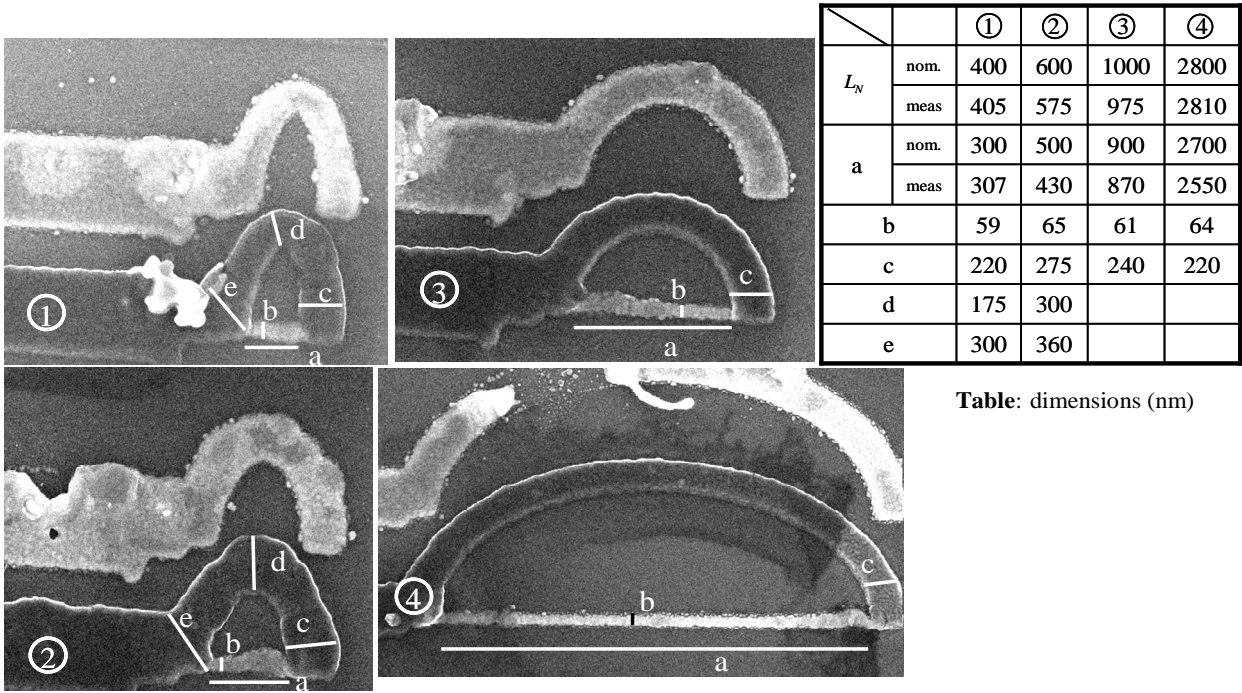 ① ② ③ ④
L_N nom. 400 600 1000 2800
meas 405 575 975 2810
a nom. 300 500 900 2700
meas 307 430 870 2550
b 59 65 61 64
c 220 275 240 220
d 175 300
e 300 360
Table: dimensions (nm)
d
e
b
c
①
a
b
c
③
a
d
e
b
c
②
a
c
④
b
a